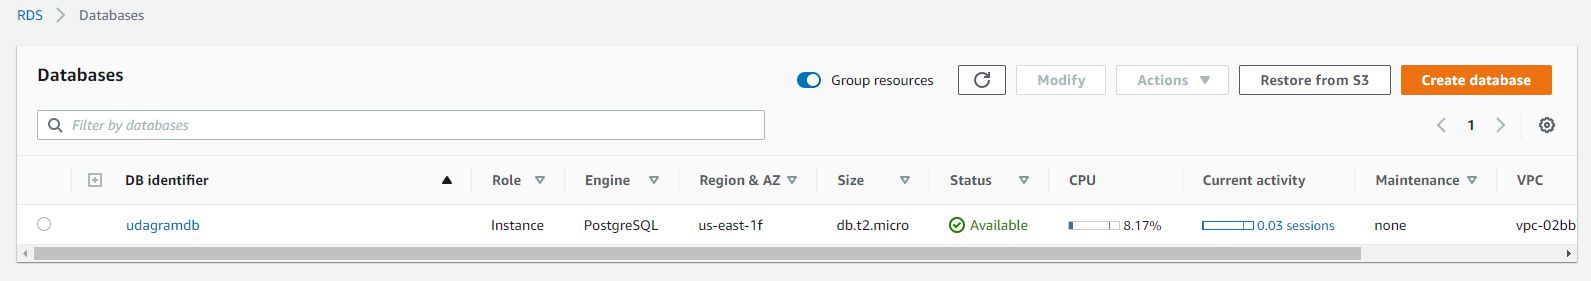 RDS > Databases
Databases
Group resources
Modify
Actions
Restore from S3
Create database
Filter by databases
1
DB identifier Role Engine Region & AZ Size Status CPU Current activity Maintenance VPC
udagramdb Instance PostgreSQL us-east-1f db.t2.micro Available 8.17% 0.03 sessions none vpc-02bb